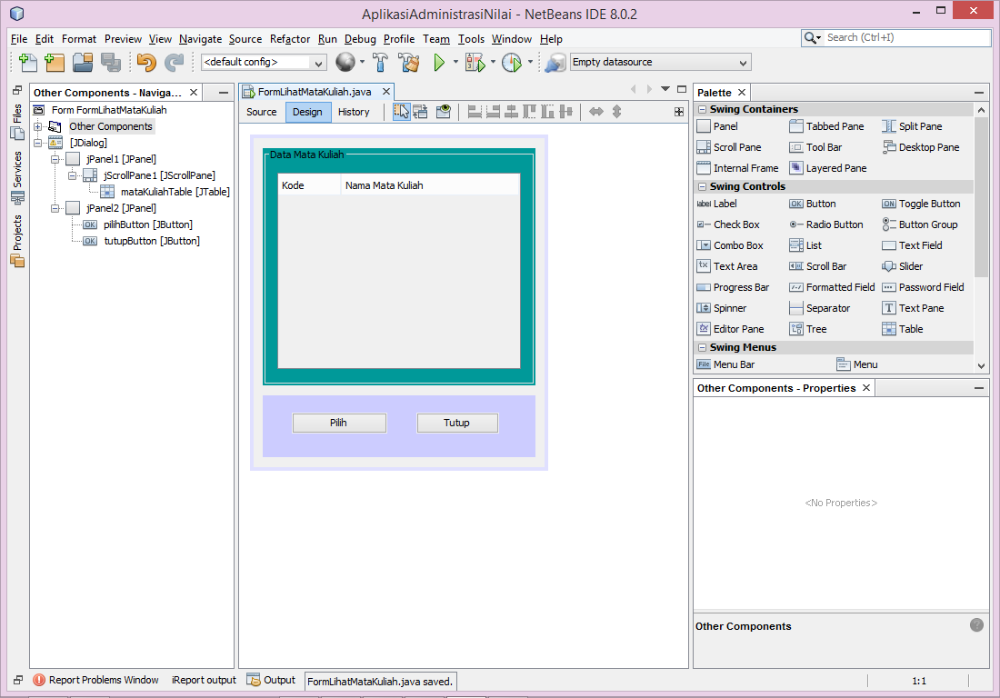 AplikasiAdministrasiNilai - NetBeans IDE 8.0.2
File Edit Format Preview View Navigate Source Refactor Run Debug Profile Team Tools Window Help
Search (Ctrl+I)
<default config>
Empty datasource
Files
Services
Projects
Other Components - Naviga...
Form FormLihatMataKuliah
Other Components
[JDialog]
jPanel1 [JPanel]
jScrollPane1 [JScrollPane]
mataKuliahTable [JTable]
jPanel2 [JPanel]
pilihButton [JButton]
tutupButton [JButton]
FormLihatMataKuliah.java
Source Design History
Data Mata Kuliah
Kode Nama Mata Kuliah
Pilih Tutup
Palette
Swing Containers
Panel Tabbed Pane Split Pane
Scroll Pane Tool Bar Desktop Pane
Internal Frame Layered Pane
Swing Controls
label Label OK Button ON Toggle Button
Check Box Radio Button Button Group
Combo Box List Text Field
Text Area Scroll Bar Slider
Progress Bar Formatted Field Password Field
Spinner Separator Text Pane
Editor Pane Tree Table
Swing Menus
File Menu Bar Menu
Other Components - Properties
<No Properties>
Other Components
Report Problems Window iReport output Output FormLihatMataKuliah.java saved. 1:1